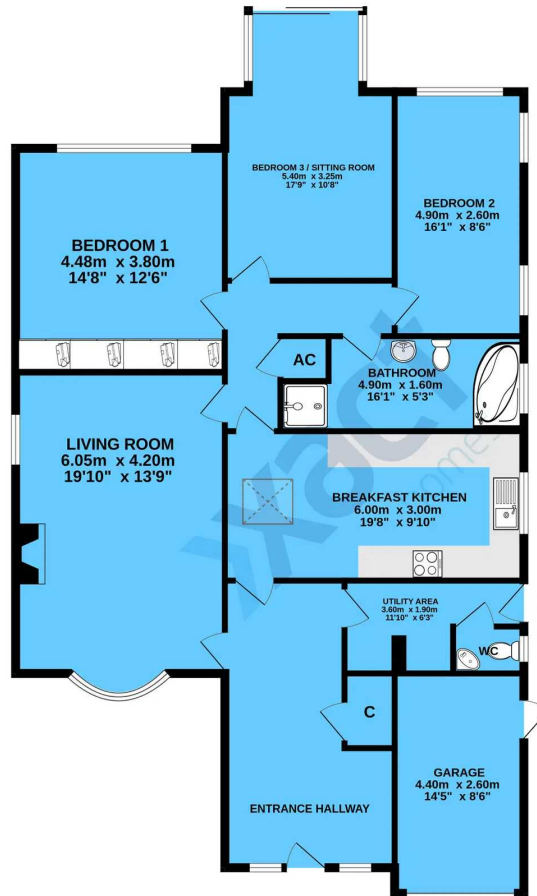 BEDROOM 3 / SITTING ROOM
5.40m x 3.25m
17'9" x 10'8"
BEDROOM 2
4.90m x 2.60m
16'1" x 8'6"
BEDROOM 1
4.48m x 3.80m
14'8" x 12'6"
AC
BATHROOM
4.90m x 1.60m
16'1" x 5'3"
LIVING ROOM
6.05m x 4.20m
19'10" x 13'9"
BREAKFAST KITCHEN
6.00m x 3.00m
19'8" x 9'10"
UTILITY AREA
3.60m x 1.90m
11'10" x 6'3"
WC
C
GARAGE
4.40m x 2.60m
14'5" x 8'6"
ENTRANCE HALLWAY
xact
homes